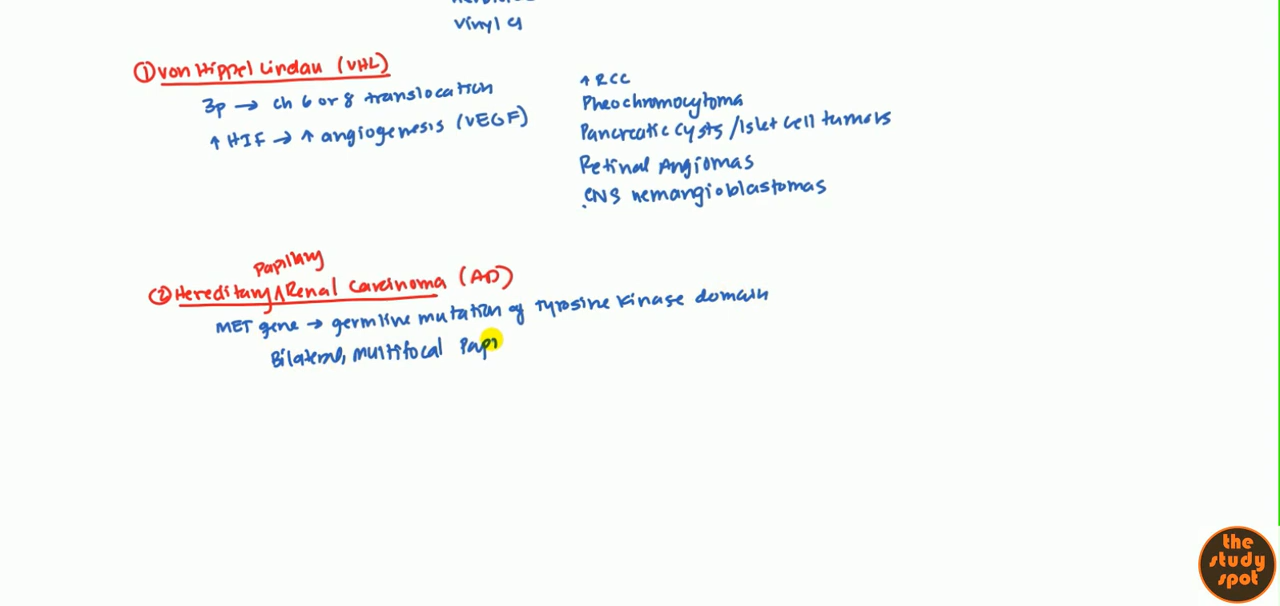 vinyl cl
① von Hippel Lindau (VHL)
3p → ch 6 or 8 translocation
↑ HIF → ↑ angiogenesis (VEGF)
↑ RCC
Pheochromocytoma
Pancreatic cysts / Islet cell tumors
Retinal Angiomas
CNS hemangioblastomas
Papillary
② Hereditary ^ Renal Carcinoma (AD)
MET gene → germline mutation of tyrosine kinase domain
Bilateral, multifocal Papi
the
study
spot